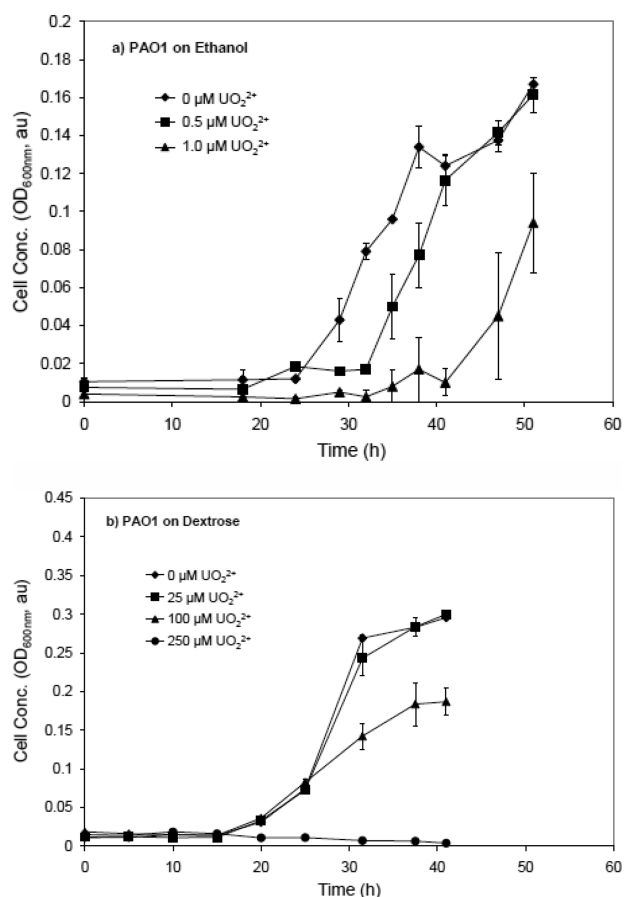 a) PAO1 on Ethanol
0 µM UO₂²⁺
0.5 µM UO₂²⁺
1.0 µM UO₂²⁺
Cell Conc. (OD₆₀₀ₙₘ, au)
0.2
0.18
0.16
0.14
0.12
0.1
0.08
0.06
0.04
0.02
0
0 10 20 30 40 50 60
Time (h)
b) PAO1 on Dextrose
0 µM UO₂²⁺
25 µM UO₂²⁺
100 µM UO₂²⁺
250 µM UO₂²⁺
Cell Conc. (OD₆₀₀ₙₘ, au)
0.45
0.4
0.35
0.3
0.25
0.2
0.15
0.1
0.05
0
0 10 20 30 40 50 60
Time (h)